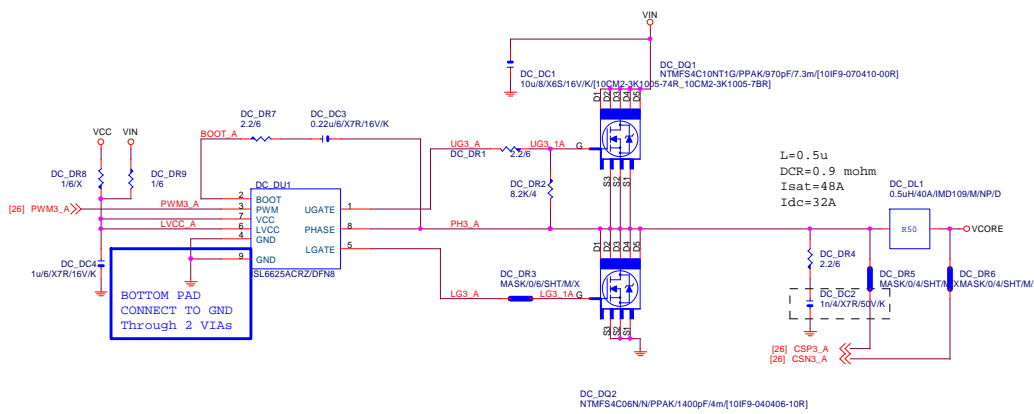 VIN
DC_DQ1
NTMFS4C10NT1G/PPAK/970pF/7.3m/[10IF9-070410-00R]
DC_DC1
10u/8/X6S/16V/K/[10CM2-3K1005-74R_10CM2-3K1005-7BR]
D1
D2
D3
D4
D5
G
S3
S2
S1
DC_DR7
2.2/6
DC_DC3
0.22u/6/X7R/16V/K
BOOT_A
VCC
VIN
UG3_A
DC_DR1
2.2/6
UG3_1A
DC_DR8
1/6/X
DC_DR9
1/6
DC_DU1
DC_DR2
8.2K/4
L=0.5u
DCR=0.9 mohm
Isat=48A
Idc=32A
DC_DL1
0.5uH/40A/IMD109/M/NP/D
[26] PWM3_A
PWM3_A
LVCC_A
2
3
7
6
4
9
BOOT
PWM
VCC
LVCC
GND
GND
UGATE
PHASE
LGATE
1
8
5
PH3_A
R50
VCORE
SL6625ACRZ/DFN8
DC_DC4
1u/6/X7R/16V/K
BOTTOM PAD
CONNECT TO GND
Through 2 VIAs
LG3_A
DC_DR3
MASK/0/6/SHT/M/X
LG3_1A
D1
D2
D3
D4
D5
G
S3
S2
S1
DC_DR4
2.2/6
DC_DC2
1n/4/X7R/50V/K
DC_DR5
MASK/0/4/SHT/M/X
DC_DR6
MASK/0/4/SHT/M/
[26] CSP3_A
[26] CSN3_A
DC_DQ2
NTMFS4C06N/N/PPAK/1400pF/4m/[10IF9-040406-10R]